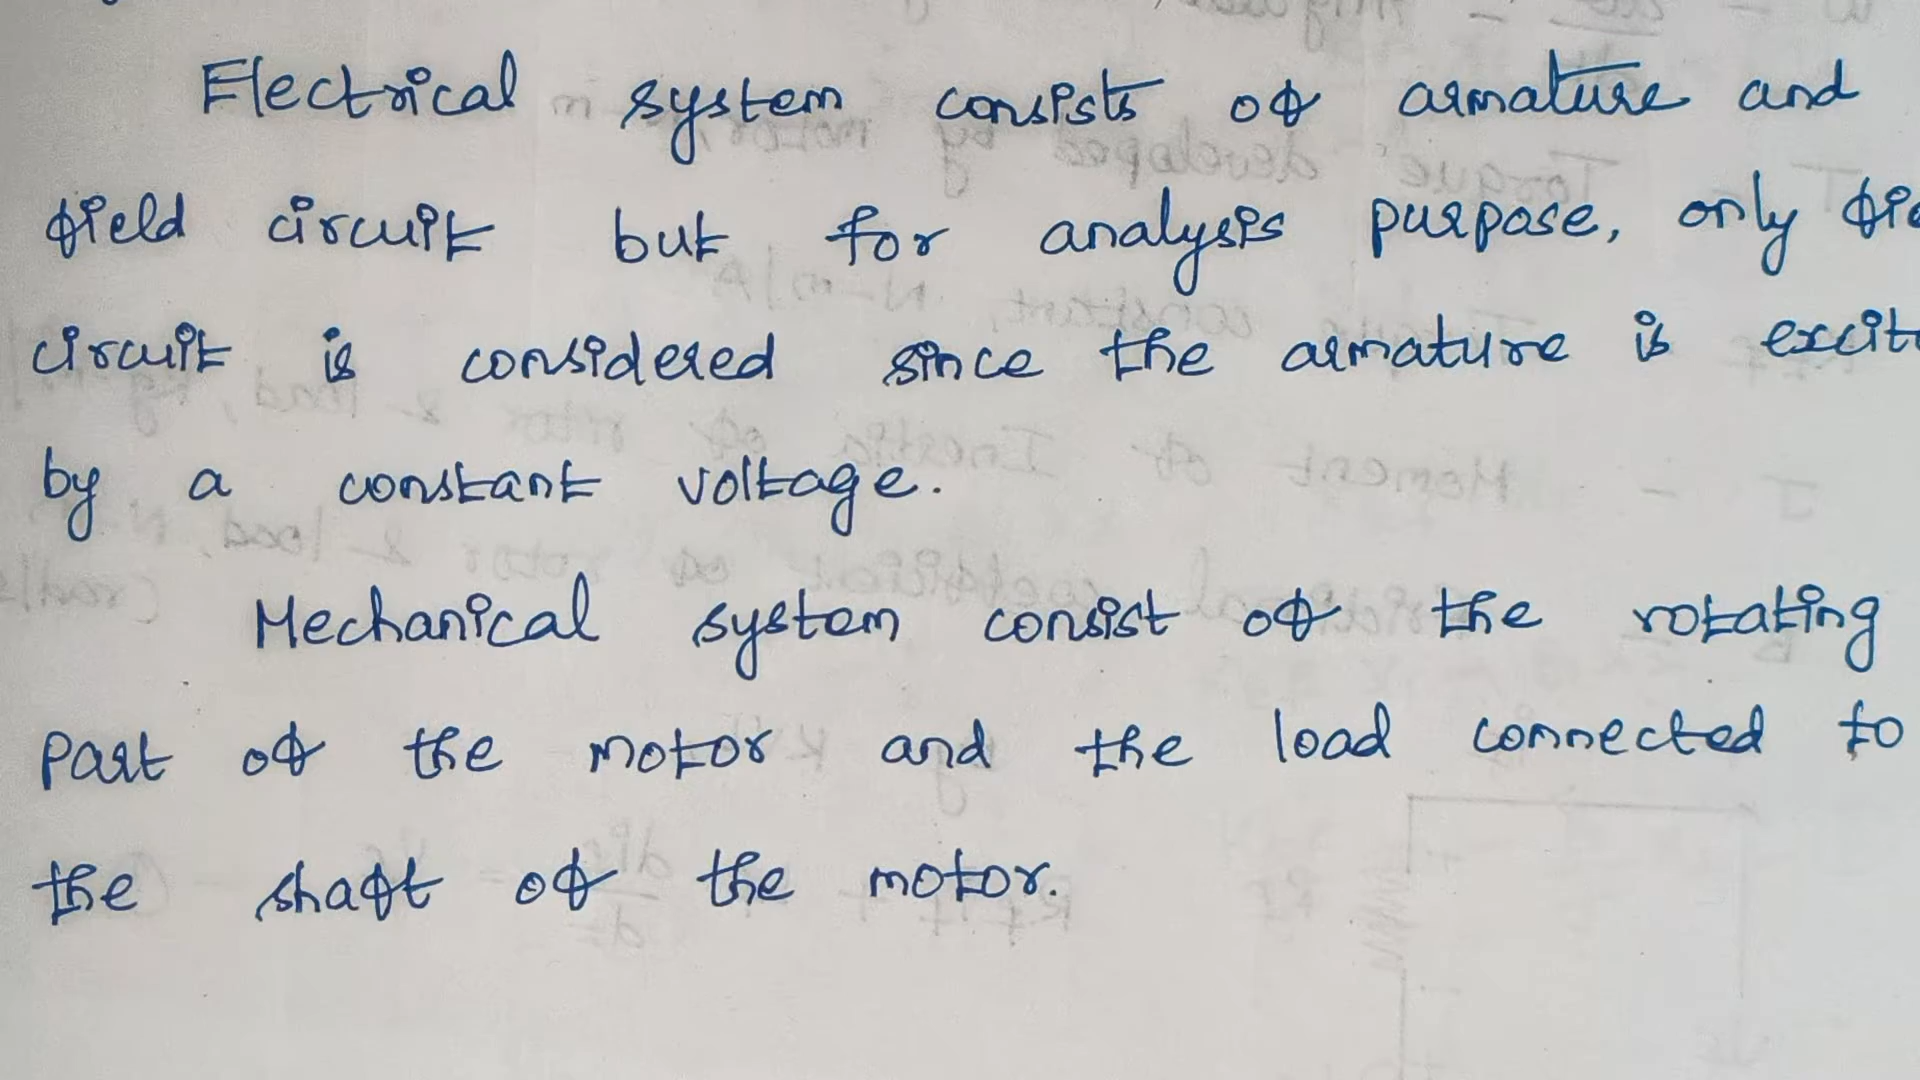 Electrical system consists of armature and
field circuit but for analysis purpose, only fie
circuit is considered since the armature is excit
by a constant voltage.
Mechanical system consist of the rotating
part of the motor and the load connected to
the shaft of the motor.